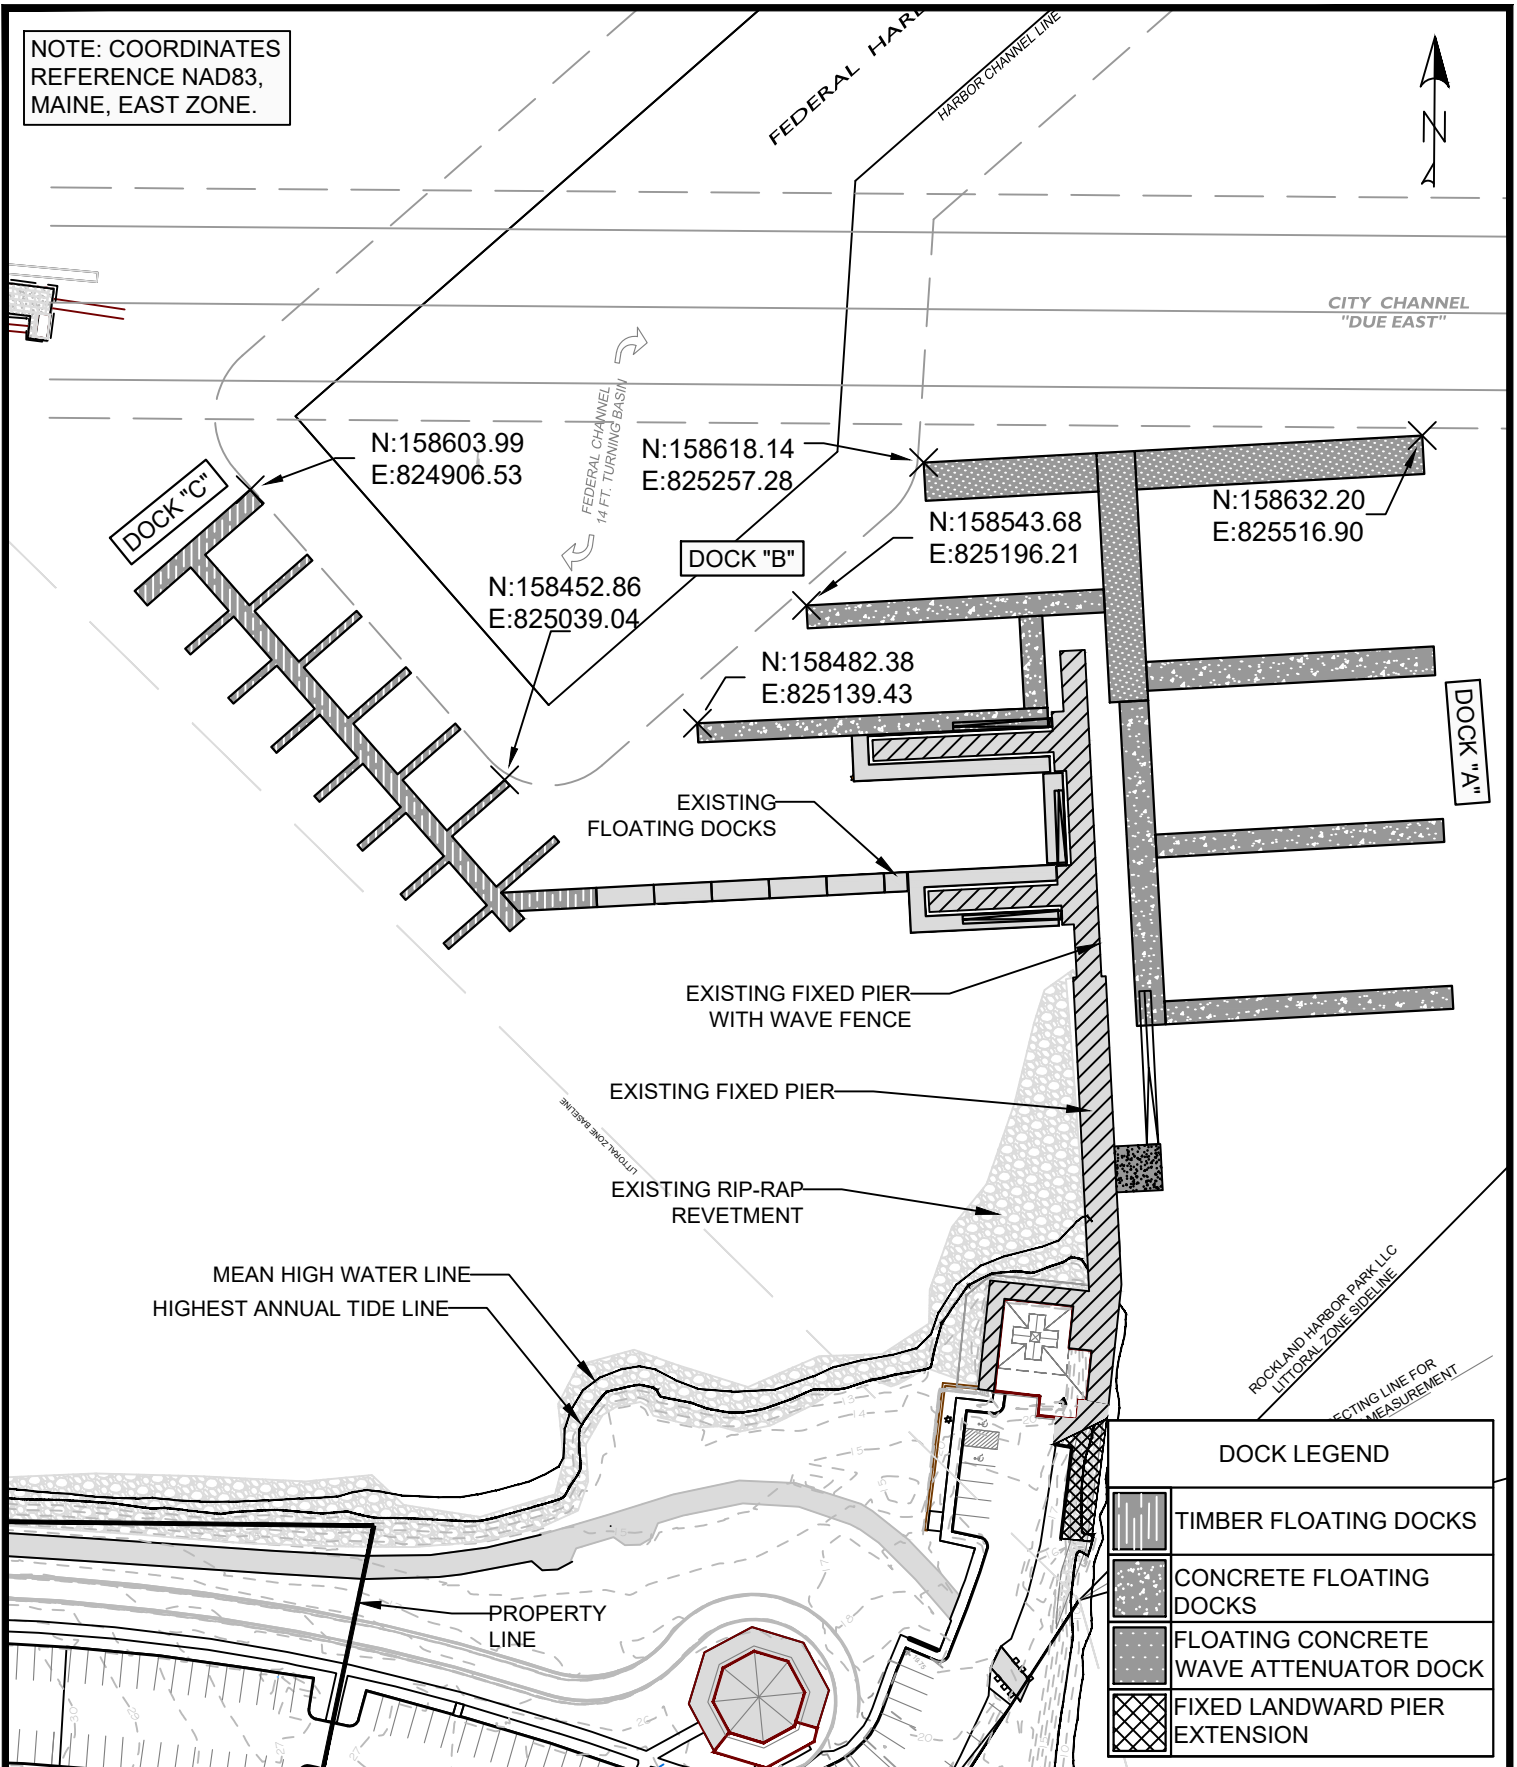 NOTE: COORDINATES
REFERENCE NAD83,
MAINE, EAST ZONE.
FEDERAL
HARBOR CHANNEL LINE
N
CITY CHANNEL
"DUE EAST"
FEDERAL CHANNEL
14 FT. TURNING BASIN
N:158603.99
E:824906.53
N:158618.14
E:825257.28
N:158632.20
E:825516.90
DOCK "C"
N:158543.68
E:825196.21
DOCK "B"
N:158452.86
E:825039.04
N:158482.38
E:825139.43
DOCK "A"
EXISTING
FLOATING DOCKS
EXISTING FIXED PIER
WITH WAVE FENCE
EXISTING FIXED PIER
LITTORAL ZONE BASELINE
EXISTING RIP-RAP
REVETMENT
MEAN HIGH WATER LINE
HIGHEST ANNUAL TIDE LINE
ROCKLAND HARBOR PARK LLC
LITTORAL ZONE SIDELINE
LINE FOR
MEASUREMENT
PROPERTY
LINE
DOCK LEGEND
TIMBER FLOATING DOCKS
CONCRETE FLOATING
DOCKS
FLOATING CONCRETE
WAVE ATTENUATOR DOCK
FIXED LANDWARD PIER
EXTENSION